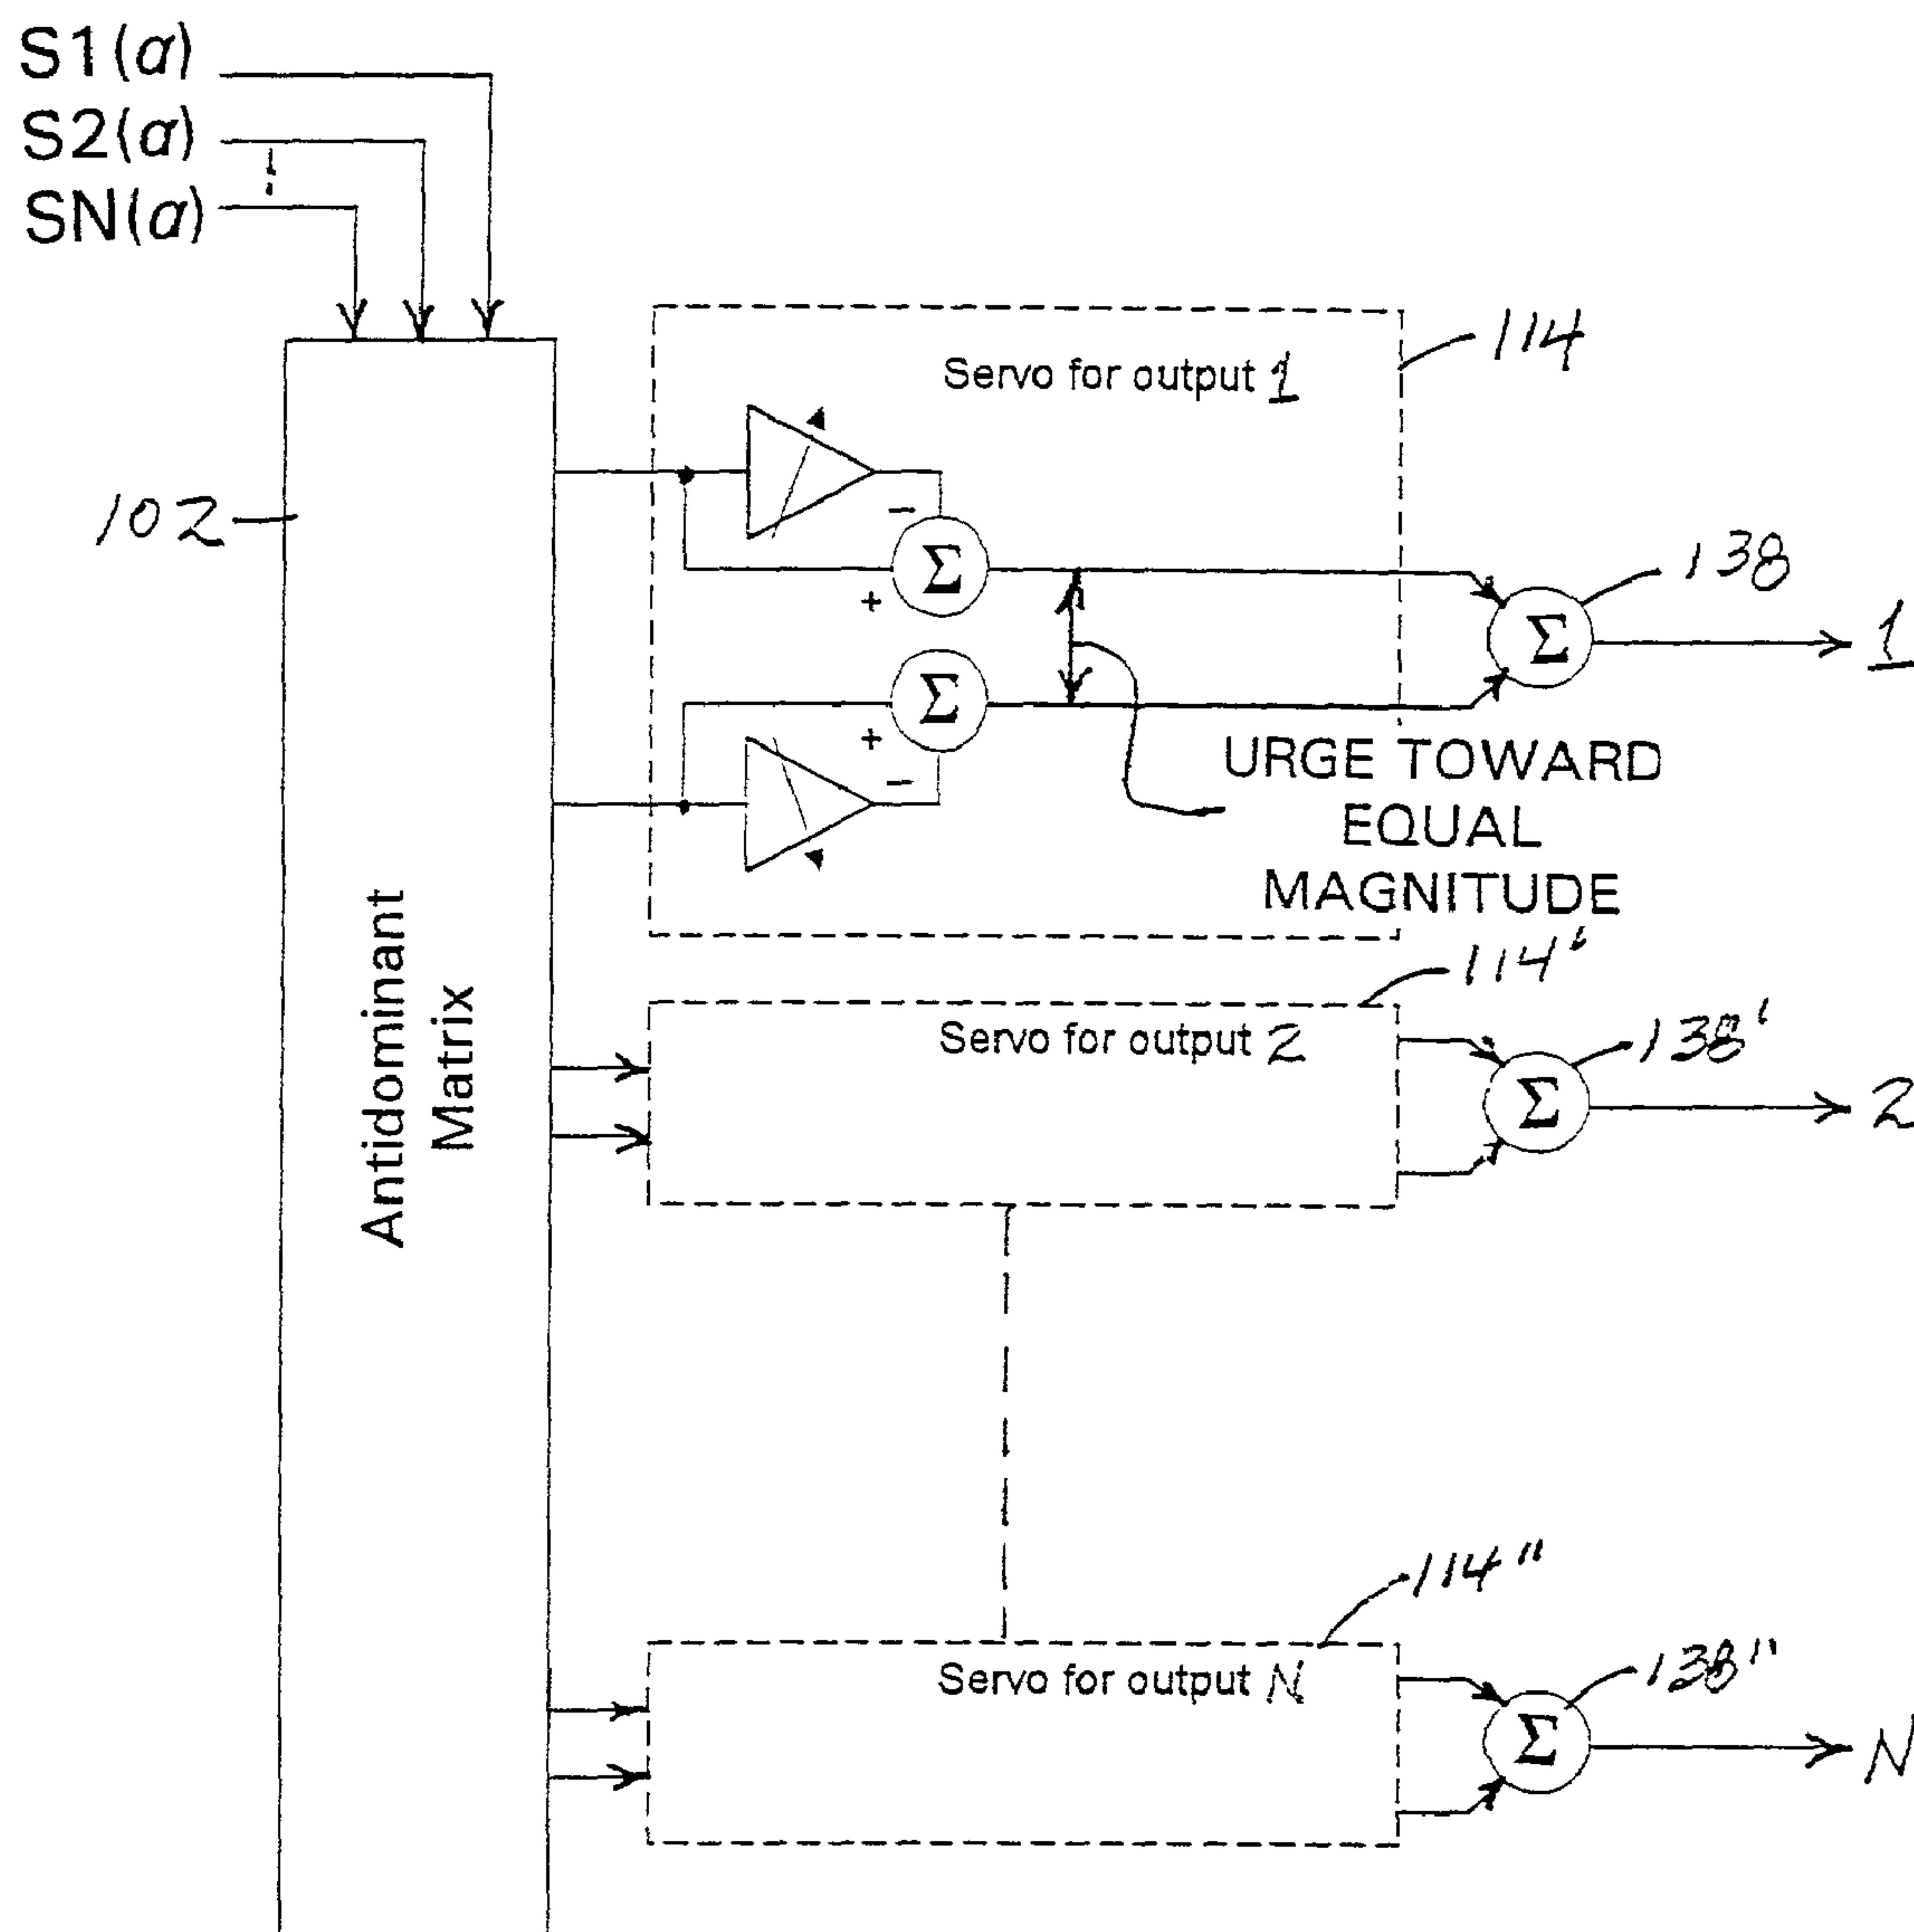 S1(α)
S2(α)
SN(α)
114
Servo for output 1
102
−
Σ
+
138
Σ
1
Σ
+
−
URGE TOWARD
EQUAL
MAGNITUDE
Antidominant
Matrix
114'
Servo for output 2
138'
Σ
2
114"
Servo for output N
138"
Σ
N